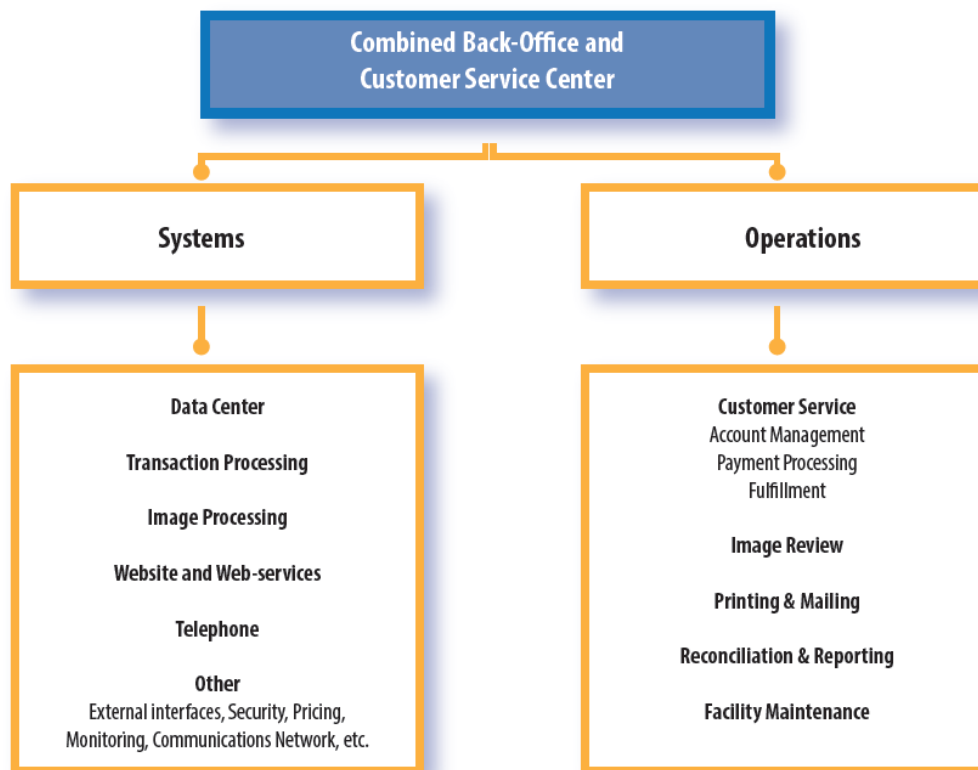 Combined Back-Office and
Customer Service Center
Systems
Operations
Data Center
Transaction Processing
Image Processing
Website and Web-services
Telephone
Other
External interfaces, Security, Pricing,
Monitoring, Communications Network, etc.
Customer Service
Account Management
Payment Processing
Fulfillment
Image Review
Printing & Mailing
Reconciliation & Reporting
Facility Maintenance